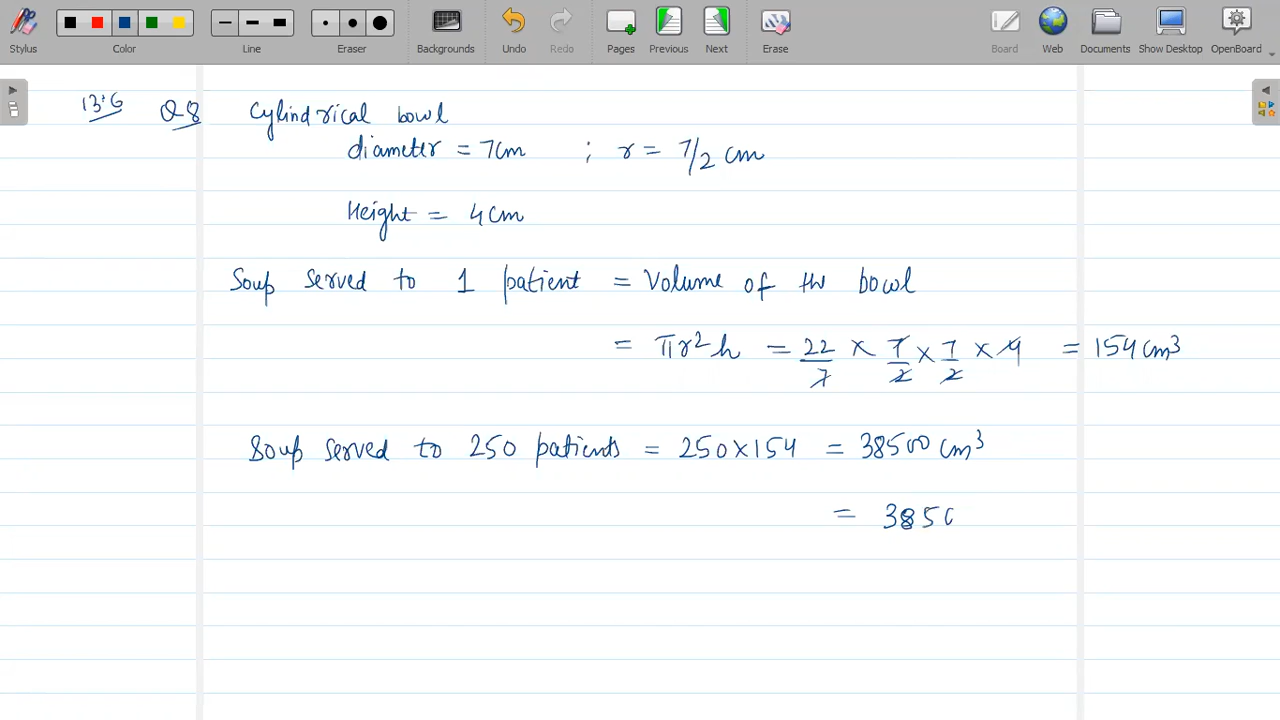 Stylus Color Line Eraser Backgrounds Undo Redo Pages Previous Next Erase Board Web Documents Show Desktop OpenBoard
13.6 Q8 Cylindrical bowl
diameter = 7cm ; r = 7/2 cm
Height = 4cm
Soup served to 1 patient = Volume of the bowl
= πr²h = 22/7 × 7/2 × 7/2 × 4 = 154 cm³
Soup served to 250 patients = 250×154 = 38500 cm³
= 3850